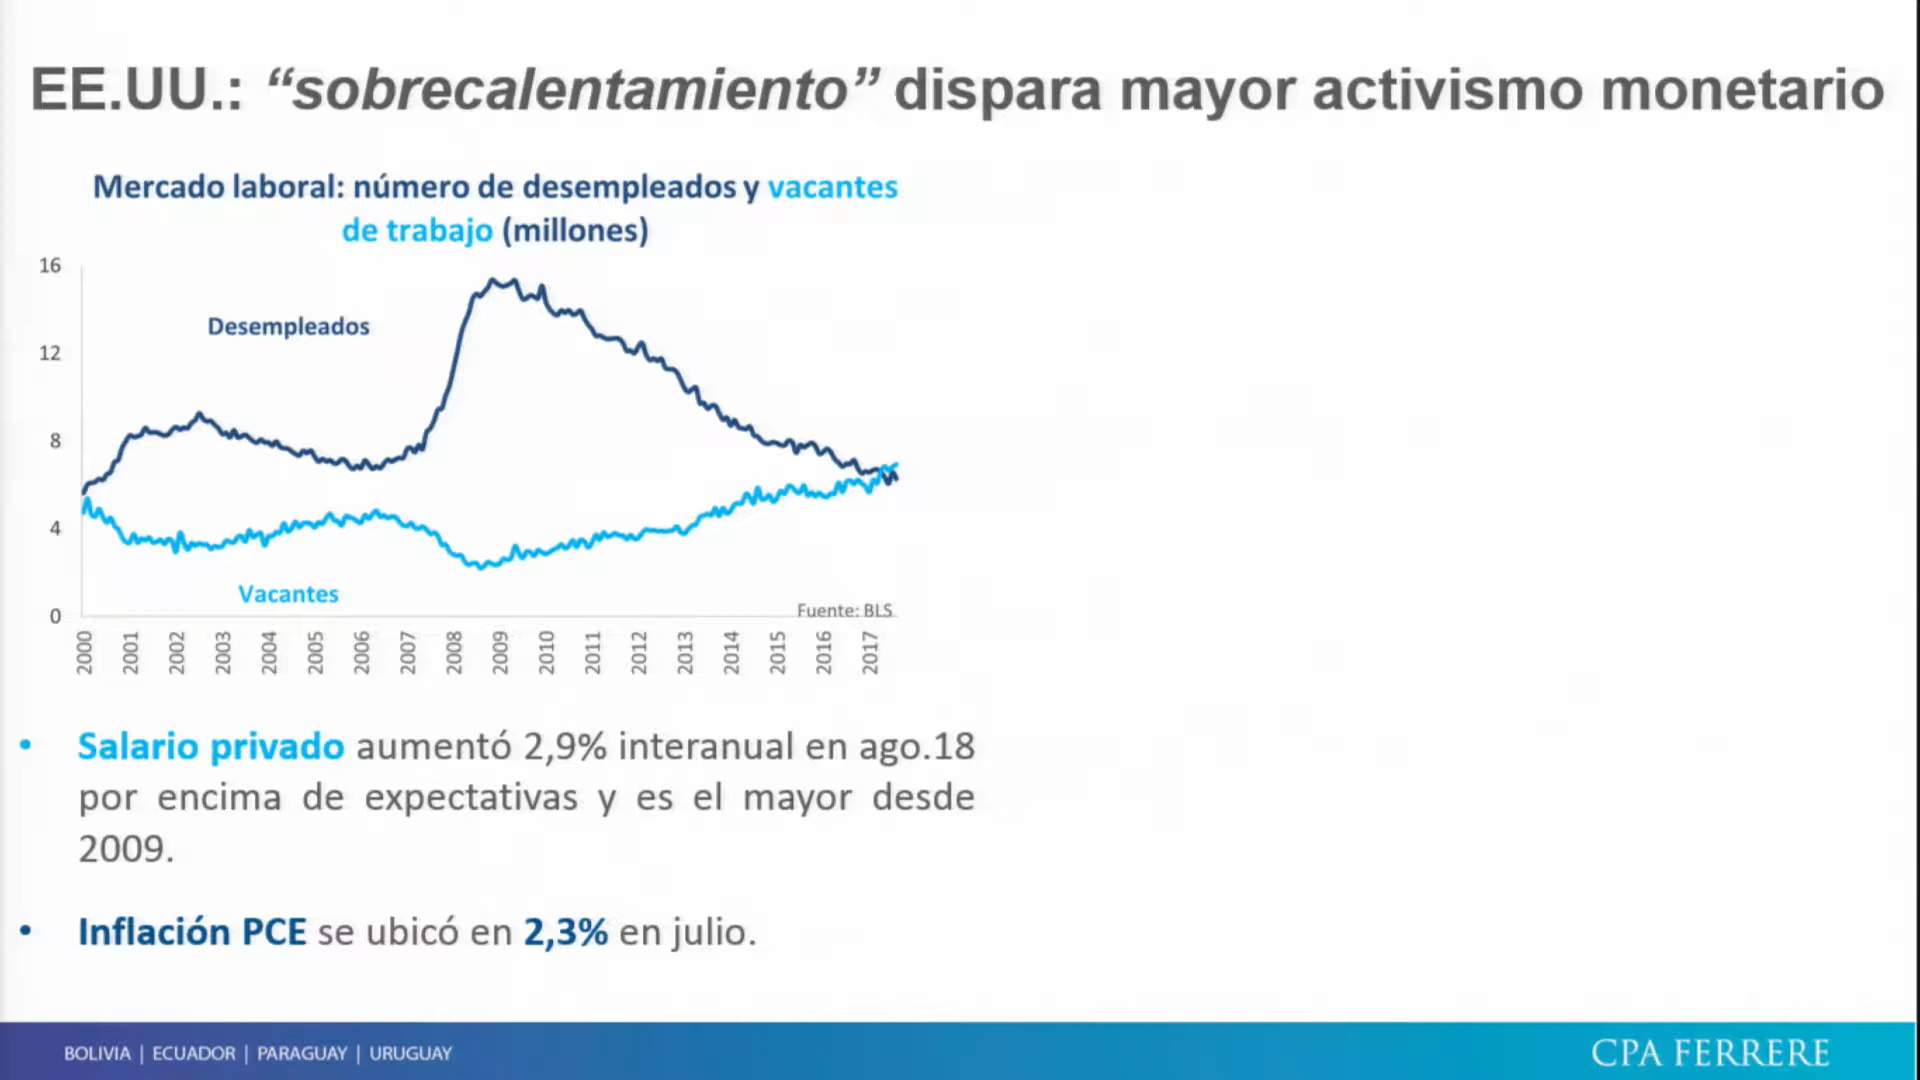 EE.UU.: “sobrecalentamiento” dispara mayor activismo monetario
Mercado laboral: número de desempleados y vacantes
de trabajo (millones)
16
12
8
4
0
Desempleados
Vacantes
Fuente: BLS
2000
2001
2002
2003
2004
2005
2006
2007
2008
2009
2010
2011
2012
2013
2014
2015
2016
2017
• Salario privado aumentó 2,9% interanual en ago.18
por encima de expectativas y es el mayor desde
2009.
• Inflación PCE se ubicó en 2,3% en julio.
BOLIVIA | ECUADOR | PARAGUAY | URUGUAY
CPA FERRERE